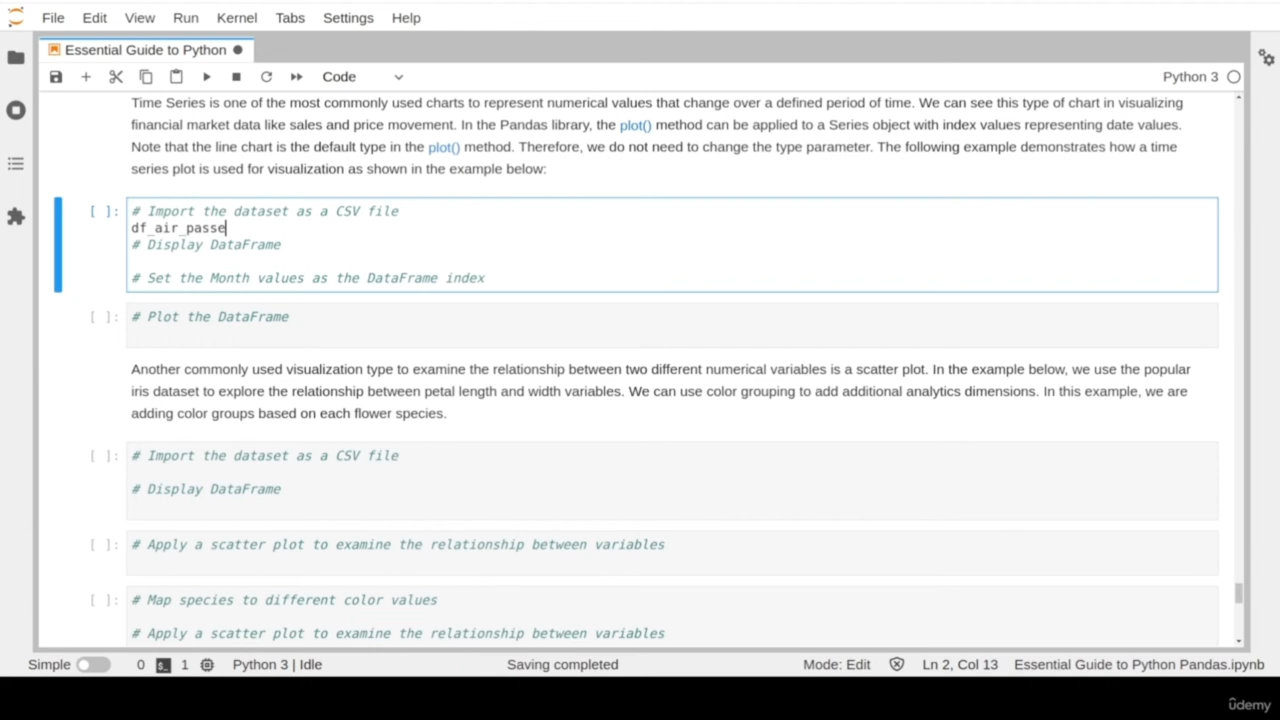 File Edit View Run Kernel Tabs Settings Help
Essential Guide to Python
Code
Python 3
Time Series is one of the most commonly used charts to represent numerical values that change over a defined period of time. We can see this type of chart in visualizing
financial market data like sales and price movement. In the Pandas library, the plot() method can be applied to a Series object with index values representing date values.
Note that the line chart is the default type in the plot() method. Therefore, we do not need to change the type parameter. The following example demonstrates how a time
series plot is used for visualization as shown in the example below:
[ ]: # Import the dataset as a CSV file
df_air_passe
# Display DataFrame
# Set the Month values as the DataFrame index
[ ]: # Plot the DataFrame
Another commonly used visualization type to examine the relationship between two different numerical variables is a scatter plot. In the example below, we use the popular
iris dataset to explore the relationship between petal length and width variables. We can use color grouping to add additional analytics dimensions. In this example, we are
adding color groups based on each flower species.
[ ]: # Import the dataset as a CSV file
# Display DataFrame
[ ]: # Apply a scatter plot to examine the relationship between variables
[ ]: # Map species to different color values
# Apply a scatter plot to examine the relationship between variables
Simple 0 1 Python 3 | Idle Saving completed Mode: Edit Ln 2, Col 13 Essential Guide to Python Pandas.ipynb
ûdemy